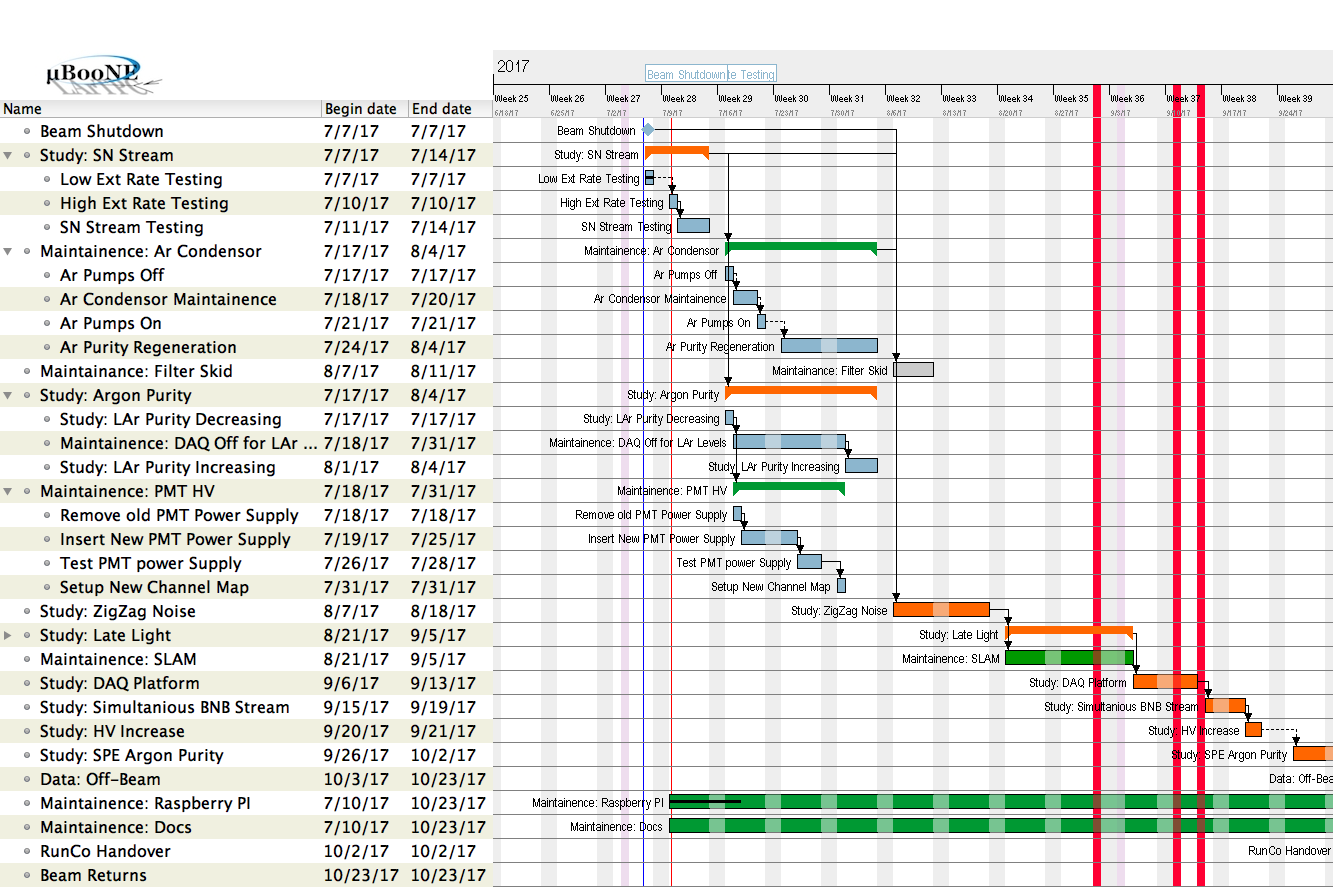 µBooNE
2017
Beam Shutdown te Testing
Name Begin date End date
Week 25 Week 26 Week 27 Week 28 Week 29 Week 30 Week 31 Week 32 Week 33 Week 34 Week 35 Week 36 Week 37 Week 38 Week 39
6/18/17 6/25/17 7/2/17 7/9/17 7/16/17 7/23/17 7/30/17 8/6/17 8/13/17 8/20/17 8/27/17 9/3/17 9/17/17 9/24/17
Beam Shutdown 7/7/17 7/7/17 Beam Shutdown
Study: SN Stream 7/7/17 7/14/17 Study: SN Stream
Low Ext Rate Testing 7/7/17 7/7/17 Low Ext Rate Testing
High Ext Rate Testing 7/10/17 7/10/17 High Ext Rate Testing
SN Stream Testing 7/11/17 7/14/17 SN Stream Testing
Maintainence: Ar Condensor 7/17/17 8/4/17 Maintainence: Ar Condensor
Ar Pumps Off 7/17/17 7/17/17 Ar Pumps Off
Ar Condensor Maintainence 7/18/17 7/20/17 Ar Condensor Maintainence
Ar Pumps On 7/21/17 7/21/17 Ar Pumps On
Ar Purity Regeneration 7/24/17 8/4/17 Ar Purity Regeneration
Maintainance: Filter Skid 8/7/17 8/11/17 Maintainance: Filter Skid
Study: Argon Purity 7/17/17 8/4/17 Study: Argon Purity
Study: LAr Purity Decreasing 7/17/17 7/17/17 Study: LAr Purity Decreasing
Maintainence: DAQ Off for LAr ... 7/18/17 7/31/17 Maintainence: DAQ Off for LAr Levels
Study: LAr Purity Increasing 8/1/17 8/4/17 Study: LAr Purity Increasing
Maintainence: PMT HV 7/18/17 7/31/17 Maintainence: PMT HV
Remove old PMT Power Supply 7/18/17 7/18/17 Remove old PMT Power Supply
Insert New PMT Power Supply 7/19/17 7/25/17 Insert New PMT Power Supply
Test PMT power Supply 7/26/17 7/28/17 Test PMT power Supply
Setup New Channel Map 7/31/17 7/31/17 Setup New Channel Map
Study: ZigZag Noise 8/7/17 8/18/17 Study: ZigZag Noise
Study: Late Light 8/21/17 9/5/17 Study: Late Light
Maintainence: SLAM 8/21/17 9/5/17 Maintainence: SLAM
Study: DAQ Platform 9/6/17 9/13/17 Study: DAQ Platform
Study: Simultanious BNB Stream 9/15/17 9/19/17 Study: Simultanious BNB Stream
Study: HV Increase 9/20/17 9/21/17 Study: HV Increase
Study: SPE Argon Purity 9/26/17 10/2/17 Study: SPE Argon Purity
Data: Off-Beam 10/3/17 10/23/17 Data: Off-Bea
Maintainence: Raspberry PI 7/10/17 10/23/17 Maintainence: Raspberry PI
Maintainence: Docs 7/10/17 10/23/17 Maintainence: Docs
RunCo Handover 10/2/17 10/2/17 RunCo Handover
Beam Returns 10/23/17 10/23/17